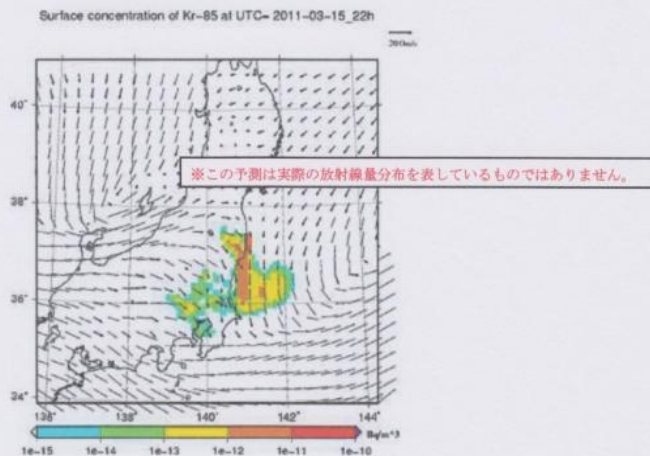 Surface concentration of Kr-85 at UTC= 2011-03-15_22h
200m/s
40°
※この予測は実際の放射線量分布を表しているものではありません。
38°
36°
34°
136° 138° 140° 142° 144°
Bq/m^3
1e-15 1e-14 1e-13 1e-12 1e-11 1e-10